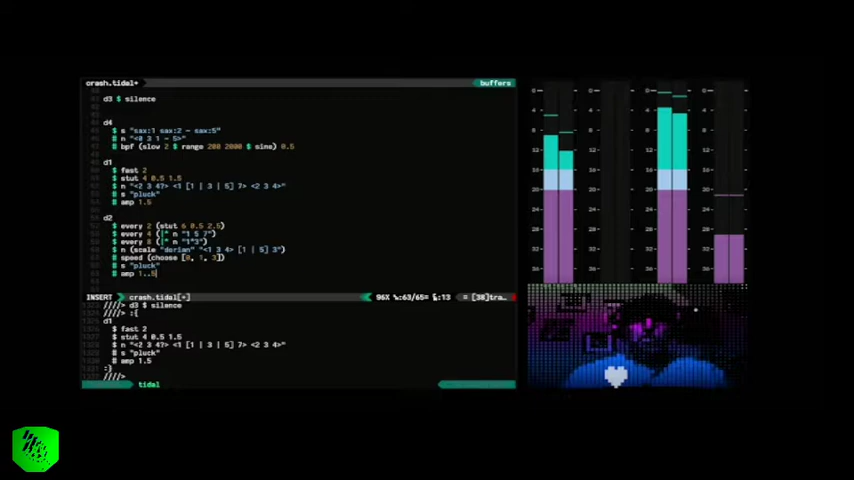 crash.tidal+
buffers
d3 $ silence
d4
$ s "sax:1 sax:2 - sax:5"
# n "<0 3 1 - 5>"
# bpf (slow 2 $ range 200 2000 $ sine) 0.5
d1
$ fast 2
$ stut 4 0.5 1.5
$ n "<2 3 4?> <1 [1 | 3 | 5] 7> <2 3 4>"
# s "pluck"
# amp 1.5
d2
$ every 2 (stut 6 0.5 2.5)
$ every 4 (|* n "1 5 7")
$ every 8 (|* n "1*3")
$ n (scale "dorian" "<1 3 4> [1 | 5] 3")
# speed (choose [0, 1, 3])
# s "pluck"
# amp 1..5
INSERT crash.tidal[+] 96% 63/65 :13 [38]tra...
////> d3 $ silence
////> :{
d1
$ fast 2
$ stut 4 0.5 1.5
$ n "<2 3 4?> <1 [1 | 3 | 5] 7> <2 3 4>"
# s "pluck"
# amp 1.5
:}
////>
tidal